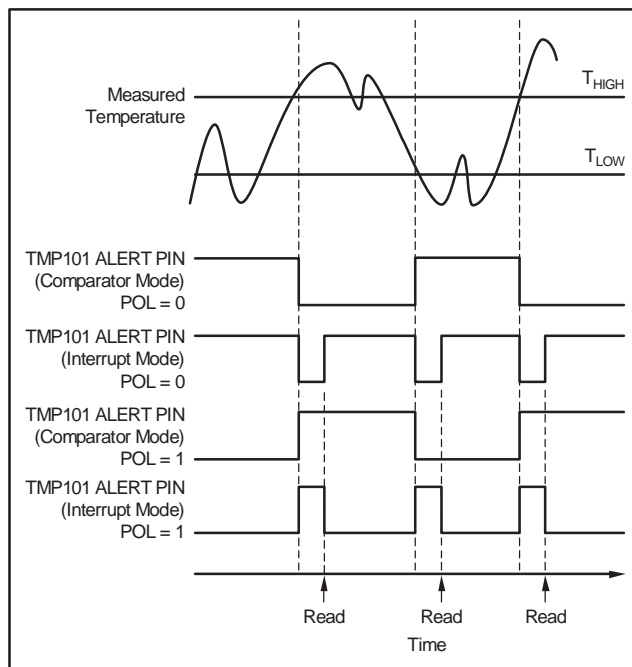 Measured
Temperature
THIGH
TLOW
TMP101 ALERT PIN
(Comparator Mode)
POL = 0
TMP101 ALERT PIN
(Interrupt Mode)
POL = 0
TMP101 ALERT PIN
(Comparator Mode)
POL = 1
TMP101 ALERT PIN
(Interrupt Mode)
POL = 1
Read
Read
Read
Time